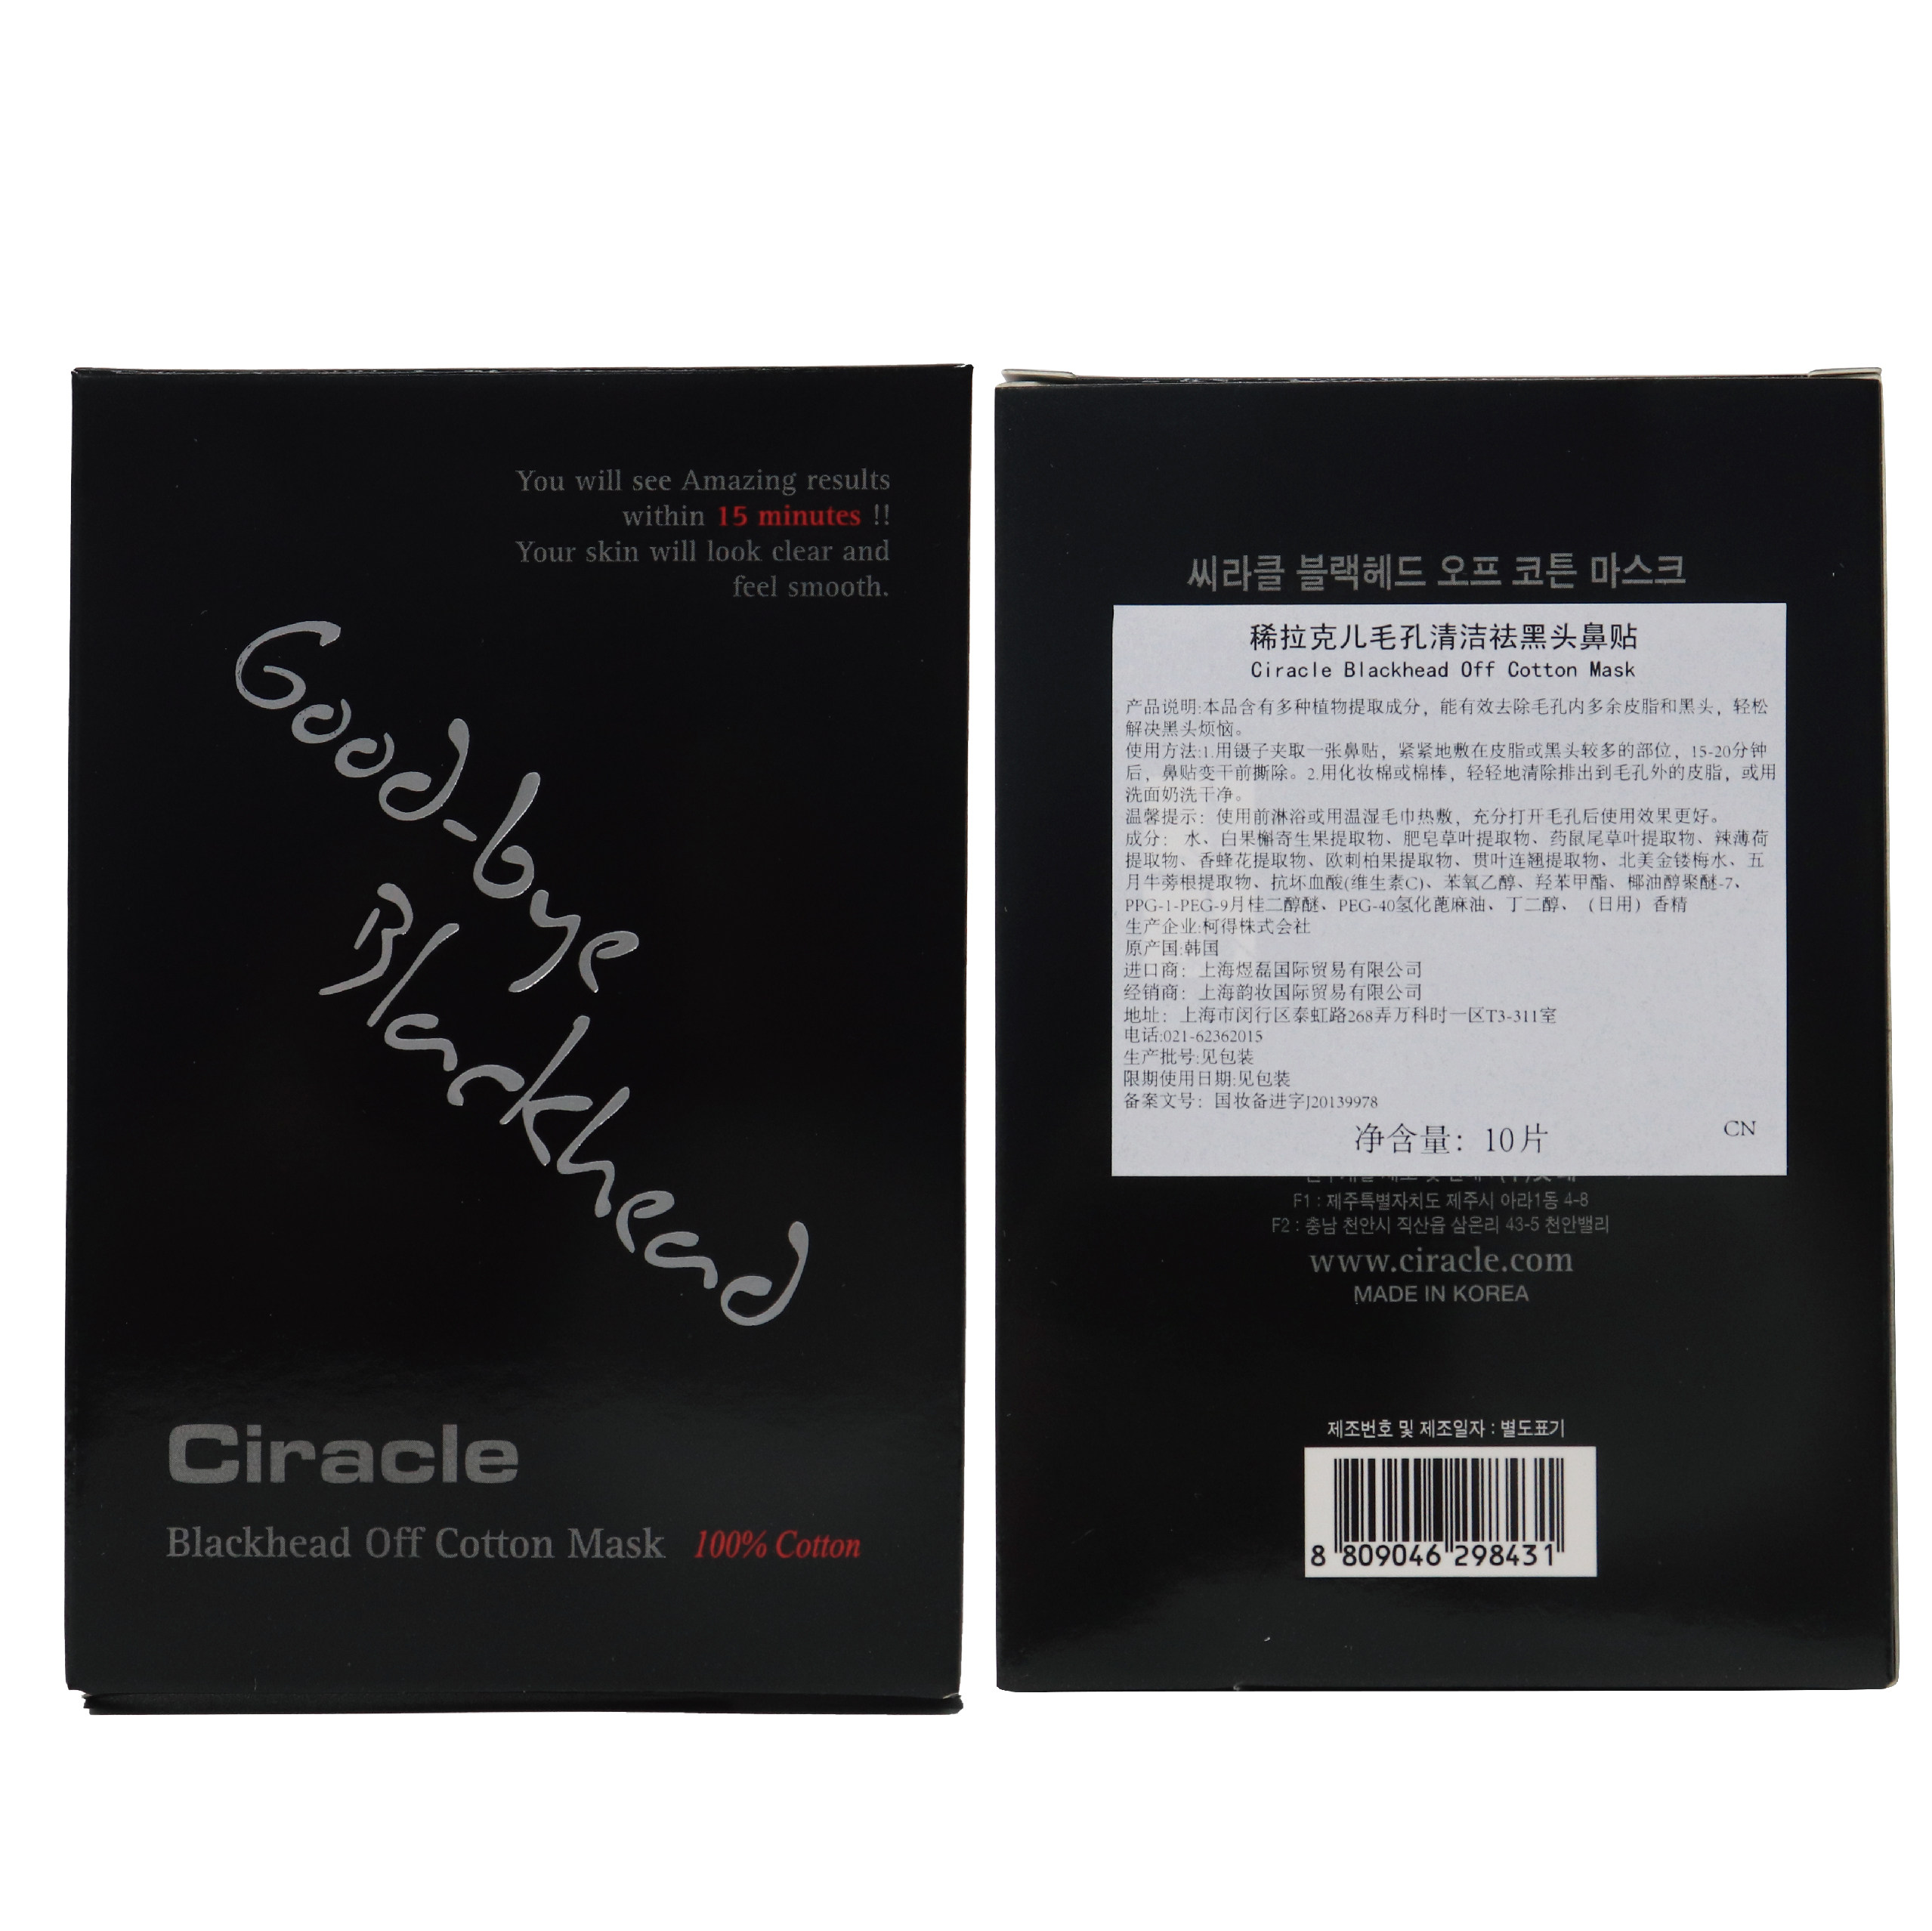 You will see Amazing results
within 15 minutes !!
Your skin will look clear and
feel smooth.
Good-bye
Blackhead
Ciracle
Blackhead Off Cotton Mask 100% Cotton
씨라클 블랙헤드 오프 코튼 마스크
稀拉克儿毛孔清洁祛黑头鼻贴
Ciracle Blackhead Off Cotton Mask
产品说明:本品含有多种植物提取成分，能有效去除毛孔内多余皮脂和黑头，轻松
解决黑头烦恼。
使用方法:1.用镊子夹取一张鼻贴，紧紧地敷在皮脂或黑头较多的部位，15-20分钟
后，鼻贴变干前撕除。2.用化妆棉或棉棒，轻轻地清除排出到毛孔外的皮脂，或用
洗面奶洗干净。
温馨提示：使用前淋浴或用温湿毛巾热敷，充分打开毛孔后使用效果更好。
成分： 水、白果槲寄生果提取物、肥皂草叶提取物、药鼠尾草叶提取物、辣薄荷
提取物、香蜂花提取物、欧刺柏果提取物、贯叶连翘提取物、北美金缕梅水、五
月牛蒡根提取物、抗坏血酸(维生素C)、苯氧乙醇、羟苯甲酯、椰油醇聚醚-7、
PPG-1-PEG-9月桂二醇醚、PEG-40氢化蓖麻油、丁二醇、（日用）香精
生产企业:柯得株式会社
原产国:韩国
进口商：上海煜磊国际贸易有限公司
经销商：上海韵妆国际贸易有限公司
地址：上海市闵行区泰虹路268弄万科时一区T3-311室
电话:021-62362015
生产批号:见包装
限期使用日期:见包装
备案文号：国妆备进字J20139978
净含量：10片
CN
F1 : 제주특별자치도 제주시 아라1동 4-8
F2 : 충남 천안시 직산읍 삼은리 43-5 천안밸리
www.ciracle.com
MADE IN KOREA
제조번호 및 제조일자 : 별도표기
8 809046 298431